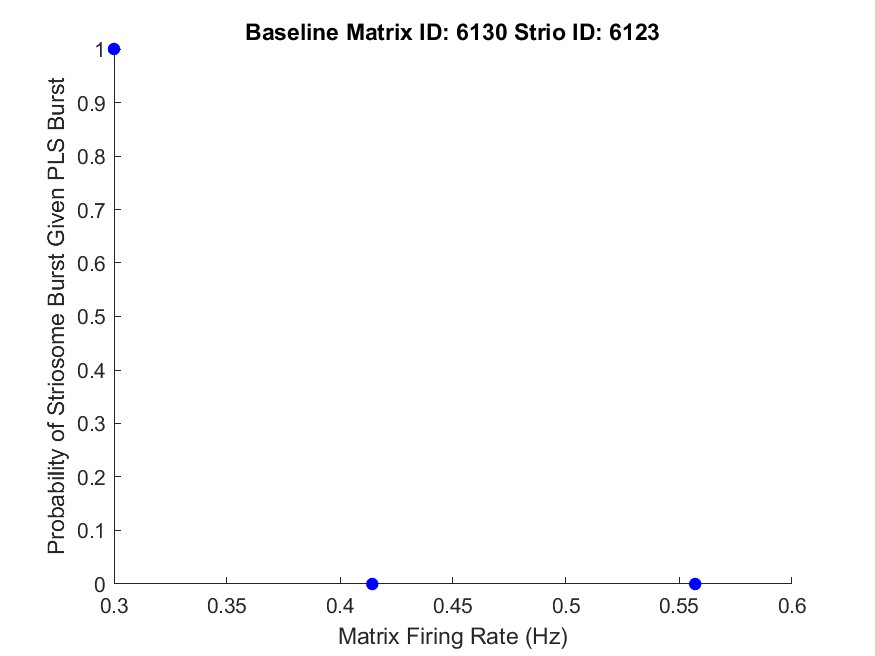 Baseline Matrix ID: 6130 Strio ID: 6123
Probability of Striosome Burst Given PLS Burst
1
0.9
0.8
0.7
0.6
0.5
0.4
0.3
0.2
0.1
0
0.3 0.35 0.4 0.45 0.5 0.55 0.6
Matrix Firing Rate (Hz)